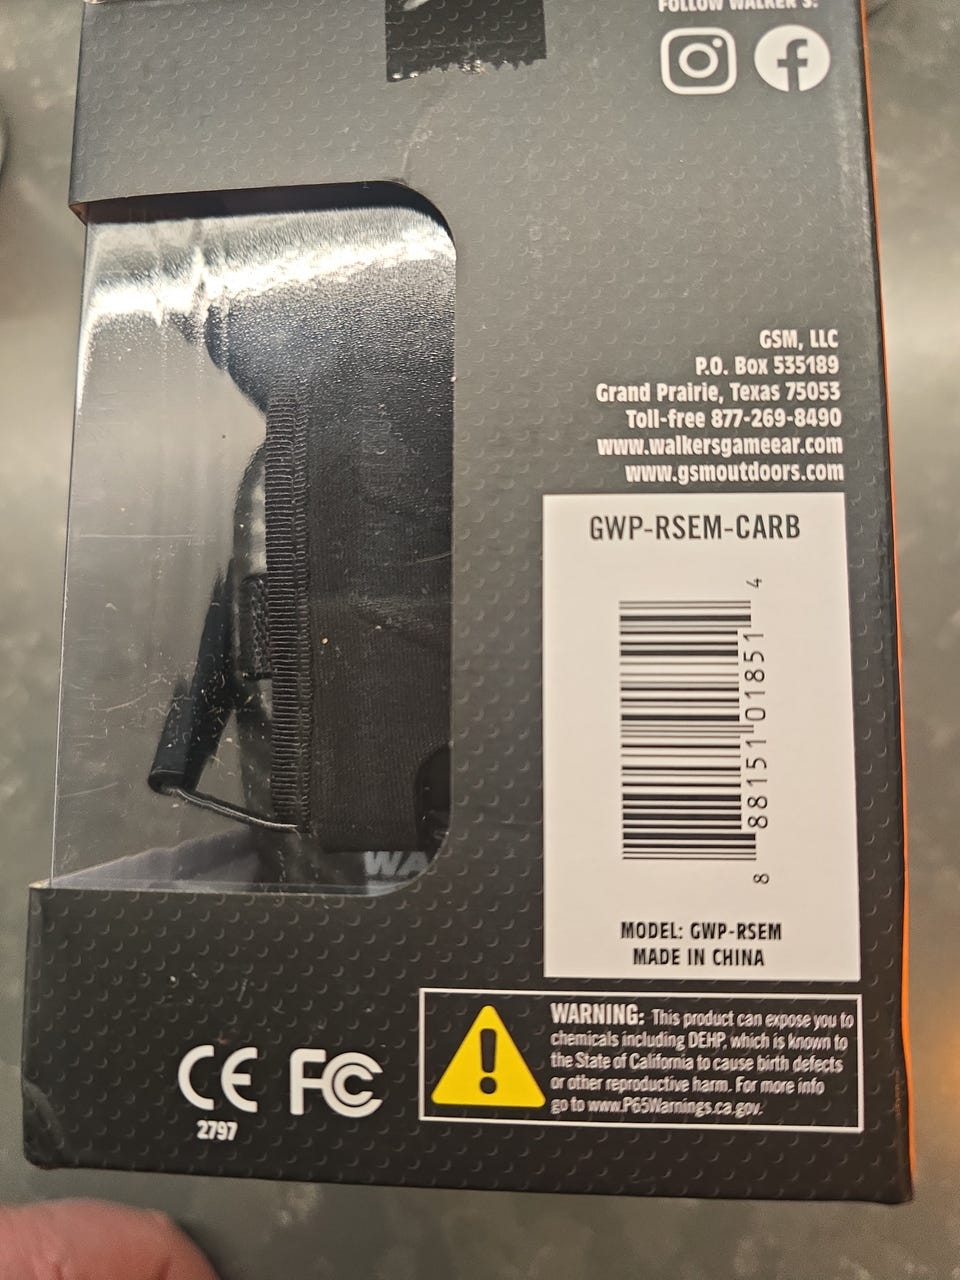 FOLLOW WALKER'S:
GSM, LLC
P.O. Box 535189
Grand Prairie, Texas 75053
Toll-free 877-269-8490
www.walkersgameear.com
www.gsmoutdoors.com
GWP-RSEM-CARB
8 88151 01851 4
MODEL: GWP-RSEM
MADE IN CHINA
WA
WARNING: This product can expose you to
chemicals including DEHP, which is known to
the State of California to cause birth defects
or other reproductive harm. For more info
go to www.P65Warnings.ca.gov.
CE FC
2797